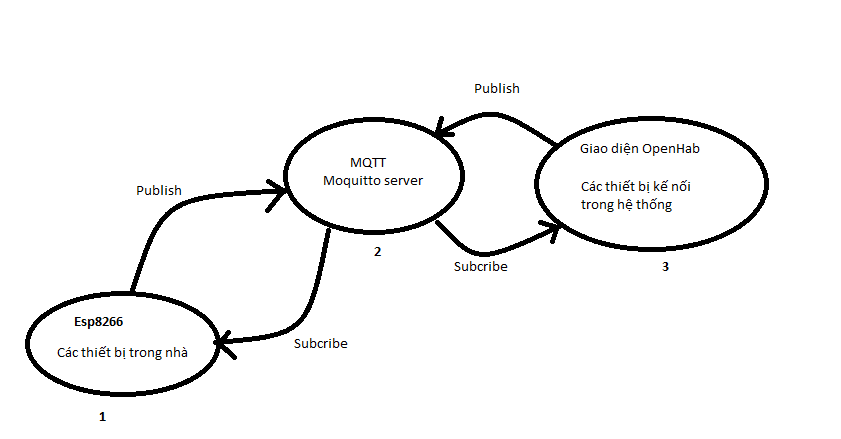 Publish
Giao diện OpenHab
MQTT
Moquitto server
Các thiết bị kế nối
trong hệ thống
Publish
2
Subcribe
3
Esp8266
Các thiết bị trong nhà
Subcribe
1